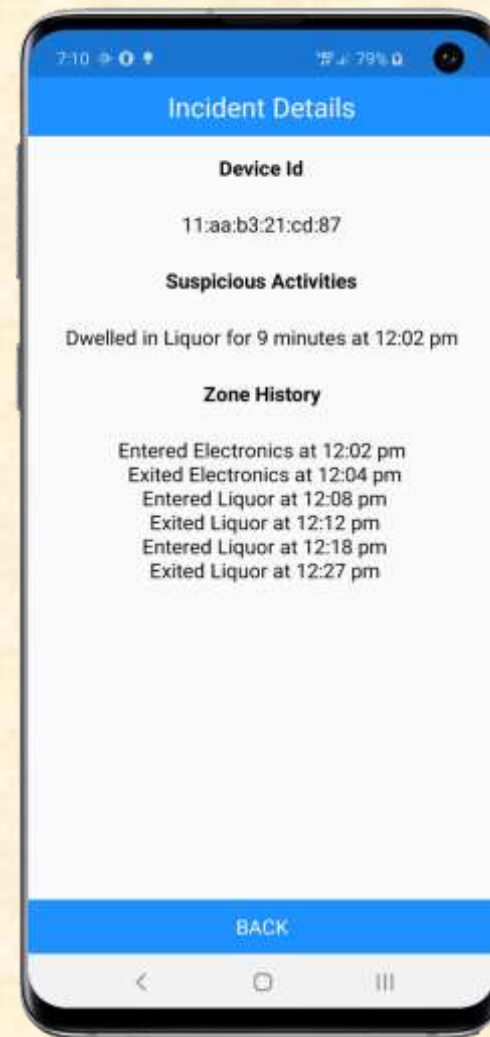 7:10
79%
Incident Details
Device Id
11:aa:b3:21:cd:87
Suspicious Activities
Dwelled in Liquor for 9 minutes at 12:02 pm
Zone History
Entered Electronics at 12:02 pm
Exited Electronics at 12:04 pm
Entered Liquor at 12:08 pm
Exited Liquor at 12:12 pm
Entered Liquor at 12:18 pm
Exited Liquor at 12:27 pm
BACK